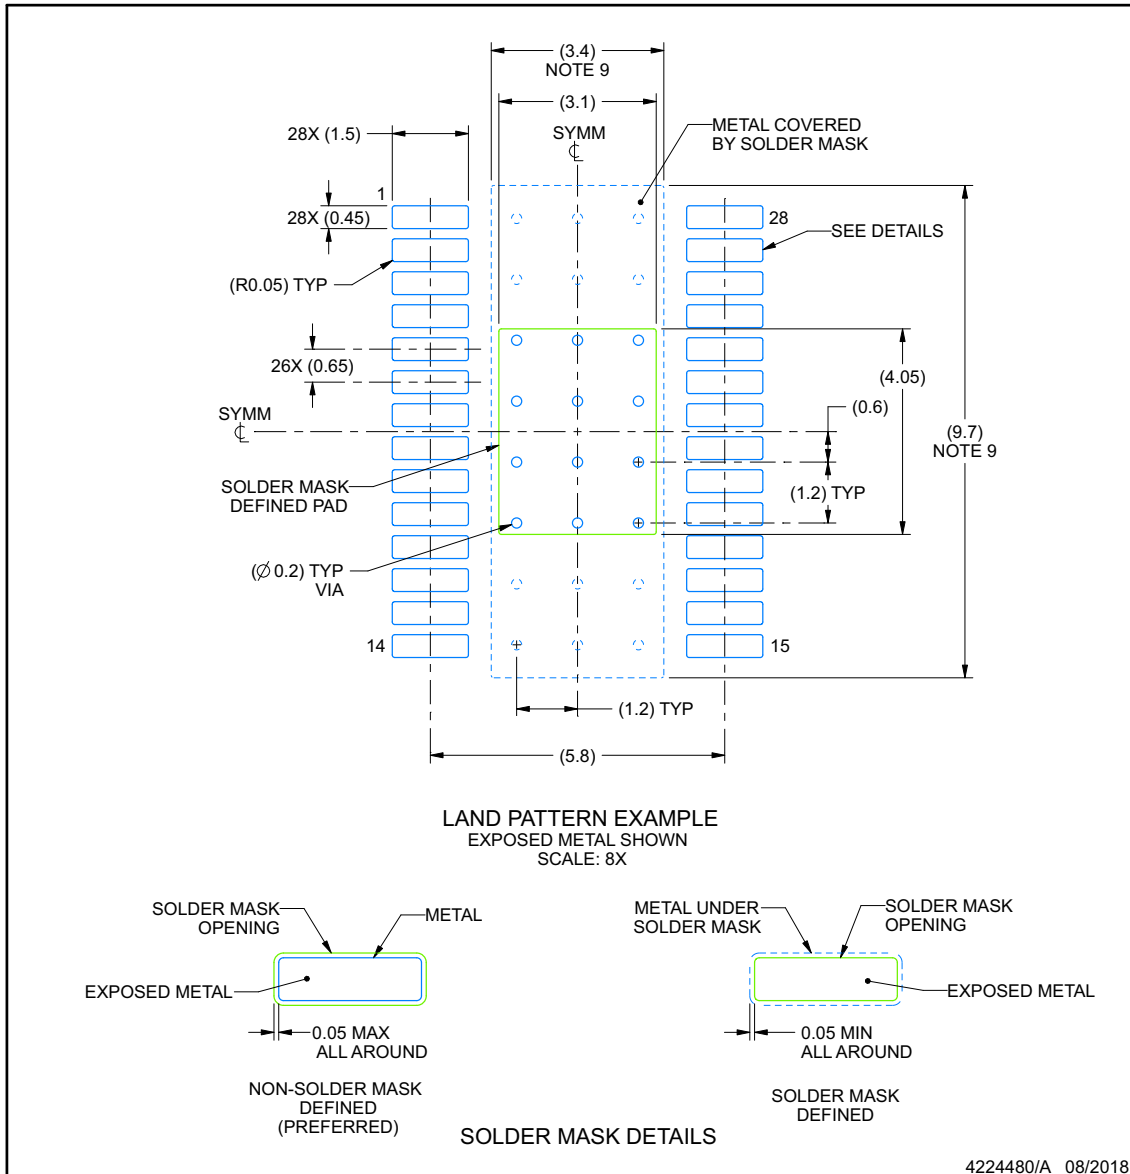 (3.4)
NOTE 9
(3.1)
SYMM
℄
METAL COVERED
BY SOLDER MASK
28X (1.5)
1
28X (0.45)
28
SEE DETAILS
(R0.05) TYP
26X (0.65)
(4.05)
(0.6)
SYMM
℄
(9.7)
NOTE 9
SOLDER MASK
DEFINED PAD
(1.2) TYP
(Ø 0.2) TYP
VIA
14
15
(1.2) TYP
(5.8)
LAND PATTERN EXAMPLE
EXPOSED METAL SHOWN
SCALE: 8X
SOLDER MASK
OPENING
METAL
EXPOSED METAL
0.05 MAX
ALL AROUND
NON-SOLDER MASK
DEFINED
(PREFERRED)
METAL UNDER
SOLDER MASK
SOLDER MASK
OPENING
EXPOSED METAL
0.05 MIN
ALL AROUND
SOLDER MASK
DEFINED
SOLDER MASK DETAILS
4224480/A 08/2018